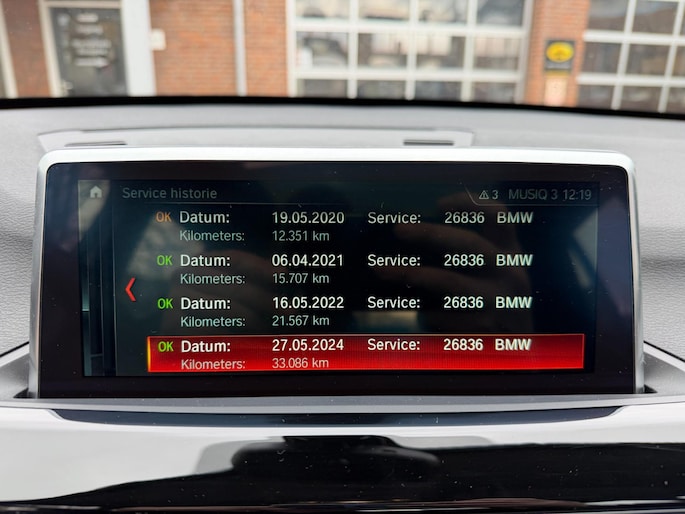 Service historie
3 MUSIQ 3 12:19
OK Datum: 19.05.2020 Service: 26836 BMW
Kilometers: 12.351 km
OK Datum: 06.04.2021 Service: 26836 BMW
Kilometers: 15.707 km
OK Datum: 16.05.2022 Service: 26836 BMW
Kilometers: 21.567 km
OK Datum: 27.05.2024 Service: 26836 BMW
Kilometers: 33.086 km